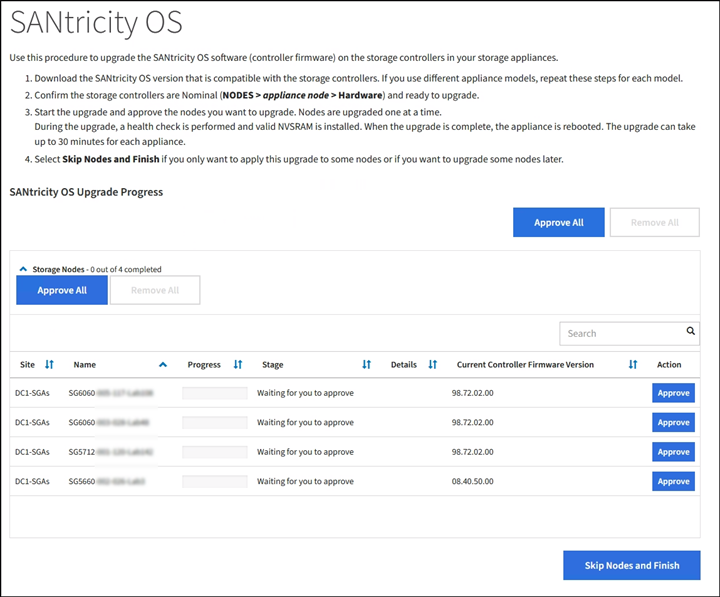 SANtricity OS
Use this procedure to upgrade the SANtricity OS software (controller firmware) on the storage controllers in your storage appliances.
1. Download the SANtricity OS version that is compatible with the storage controllers. If you use different appliance models, repeat these steps for each model.
2. Confirm the storage controllers are Nominal (NODES > appliance node > Hardware) and ready to upgrade.
3. Start the upgrade and approve the nodes you want to upgrade. Nodes are upgraded one at a time.
During the upgrade, a health check is performed and valid NVSRAM is installed. When the upgrade is complete, the appliance is rebooted. The upgrade can take
up to 30 minutes for each appliance.
4. Select Skip Nodes and Finish if you only want to apply this upgrade to some nodes or if you want to upgrade some nodes later.
SANtricity OS Upgrade Progress
Approve All Remove All
Storage Nodes - 0 out of 4 completed
Approve All Remove All
Search
Site Name Progress Stage Details Current Controller Firmware Version Action
DC1-SGAs SG6060 Waiting for you to approve 98.72.02.00 Approve
DC1-SGAs SG6060 Waiting for you to approve 98.72.02.00 Approve
DC1-SGAs SG5712 Waiting for you to approve 98.72.02.00 Approve
DC1-SGAs SG5660 Waiting for you to approve 08.40.50.00 Approve
Skip Nodes and Finish